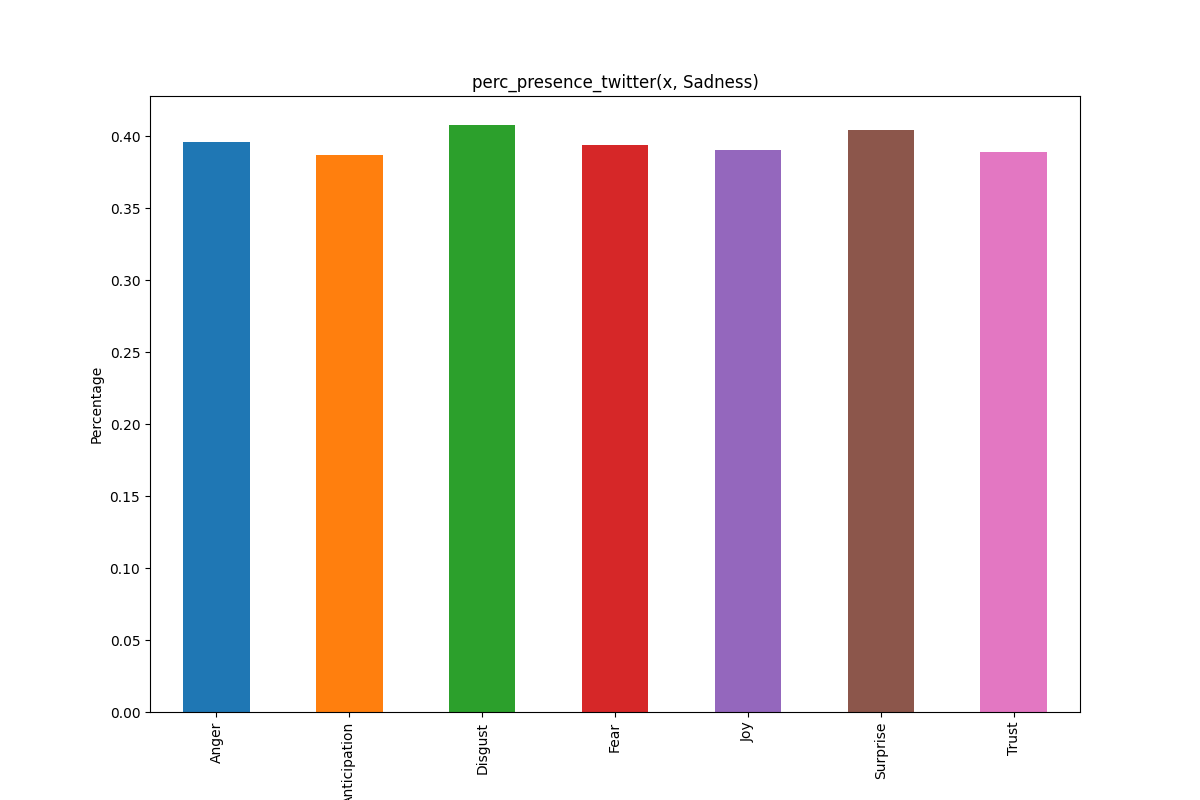 perc_presence_twitter(x, Sadness)
Percentage
0.40
0.35
0.30
0.25
0.20
0.15
0.10
0.05
0.00
Anger
nticipation
Disgust
Fear
Joy
Surprise
Trust